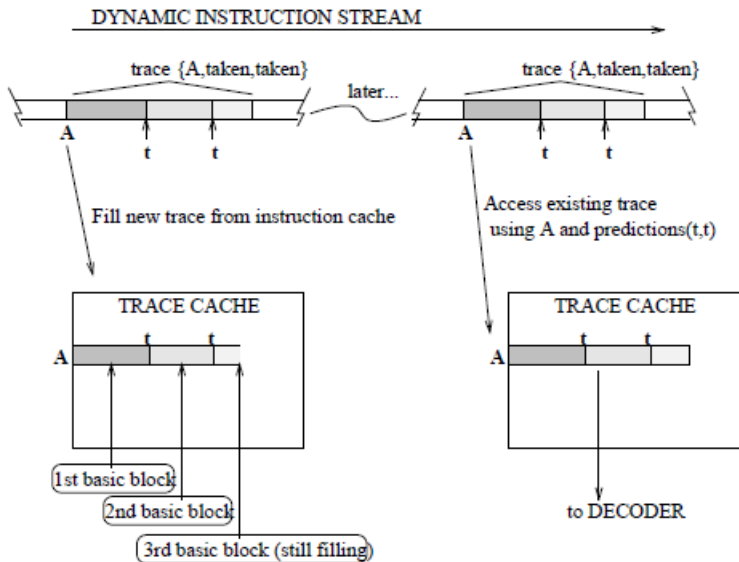 DYNAMIC INSTRUCTION STREAM
trace {A,taken,taken}
later...
trace {A,taken,taken}
A
t
t
A
t
t
Fill new trace from instruction cache
Access existing trace
using A and predictions(t,t)
TRACE CACHE
t
t
A
TRACE CACHE
t
t
A
1st basic block
2nd basic block
3rd basic block (still filling)
to DECODER